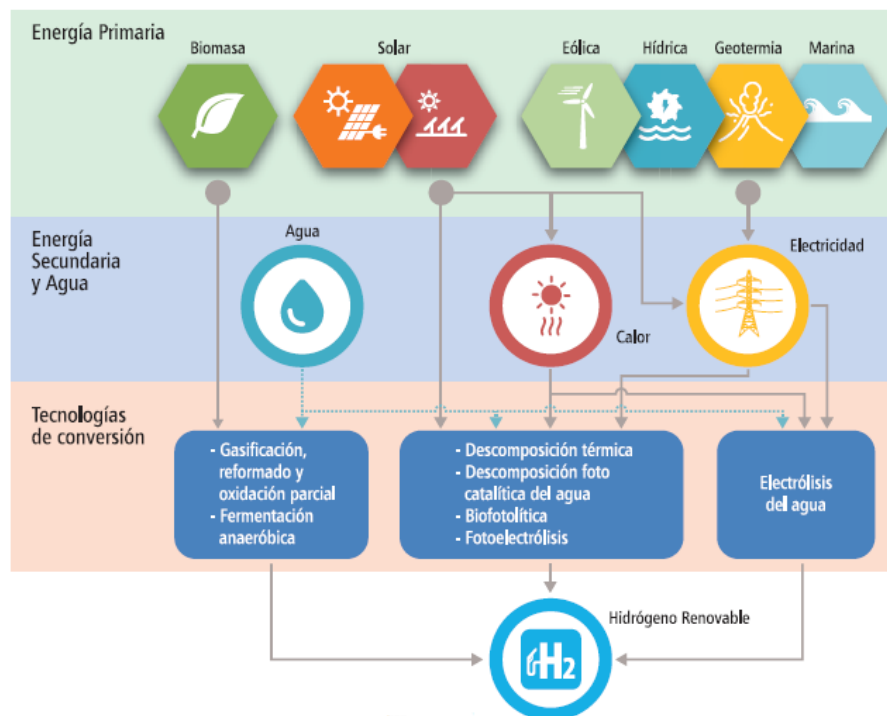 Energía Primaria
Biomasa
Solar
Eólica
Hídrica
Geotermia
Marina
Energía
Secundaria
y Agua
Agua
Calor
Electricidad
Tecnologías
de conversión
- Gasificación,
reformado y
oxidación parcial
- Fermentación
anaeróbica
- Descomposición térmica
- Descomposición foto
catalítica del agua
- Biofotolítica
- Fotoelectrólisis
Electrólisis
del agua
Hidrógeno Renovable
H2